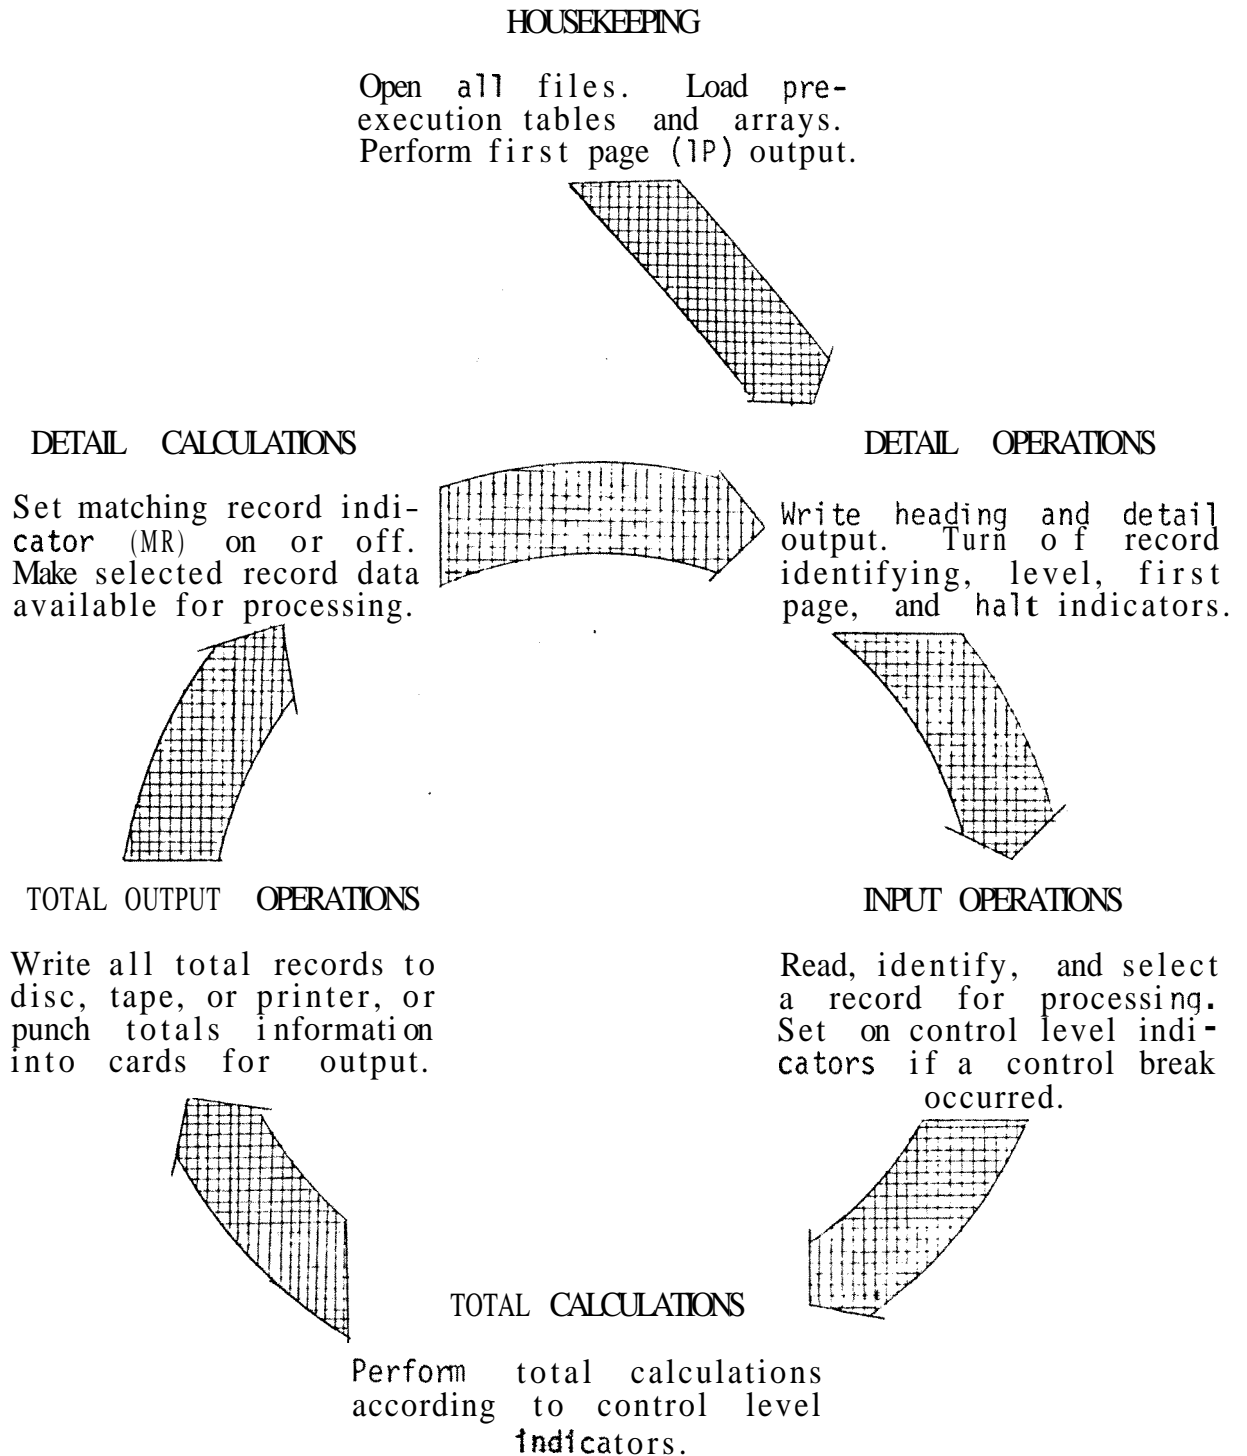 HOUSEKEEPING
Open all files. Load pre-
execution tables and arrays.
Perform first page (1P) output.
DETAIL CALCULATIONS
Set matching record indi-
cator (MR) on or off.
Make selected record data
available for processing.
DETAIL OPERATIONS
Write heading and detail
output. Turn of record
identifying, level, first
page, and halt indicators.
TOTAL OUTPUT OPERATIONS
Write all total records to
disc, tape, or printer, or
punch totals information
into cards for output.
INPUT OPERATIONS
Read, identify, and select
a record for processing.
Set on control level indi-
cators if a control break
occurred.
TOTAL CALCULATIONS
Perform total calculations
according to control level
indicators.